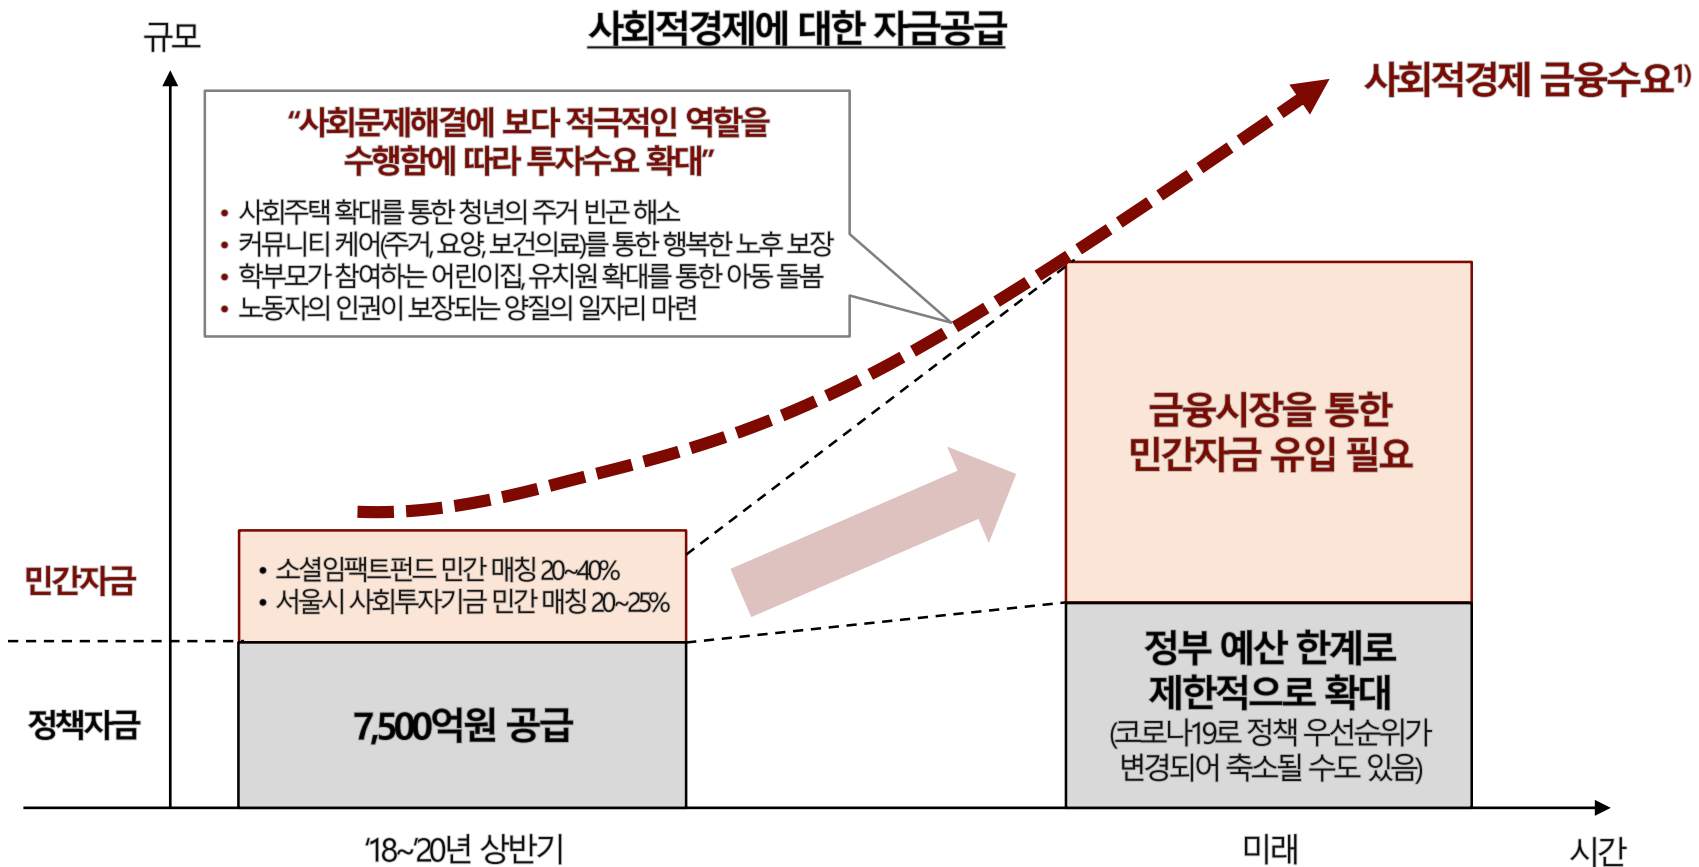 사회적경제에 대한 자금공급
규모
사회적경제 금융수요1)
“사회문제해결에 보다 적극적인 역할을
수행함에 따라 투자수요 확대”
• 사회주택 확대를 통한 청년의 주거 빈곤 해소
• 커뮤니티 케어(주거, 요양, 보건의료)를 통한 행복한 노후 보장
• 학부모가 참여하는 어린이집, 유치원 확대를 통한 아동 돌봄
• 노동자의 인권이 보장되는 양질의 일자리 마련
금융시장을 통한
민간자금 유입 필요
민간자금
• 소셜임팩트펀드 민간 매칭 20~40%
• 서울시 사회투자기금 민간 매칭 20~25%
정책자금
7,500억원 공급
정부 예산 한계로
제한적으로 확대
(코로나19로 정책 우선순위가
변경되어 축소될 수도 있음)
‘18~’20년 상반기
미래
시간